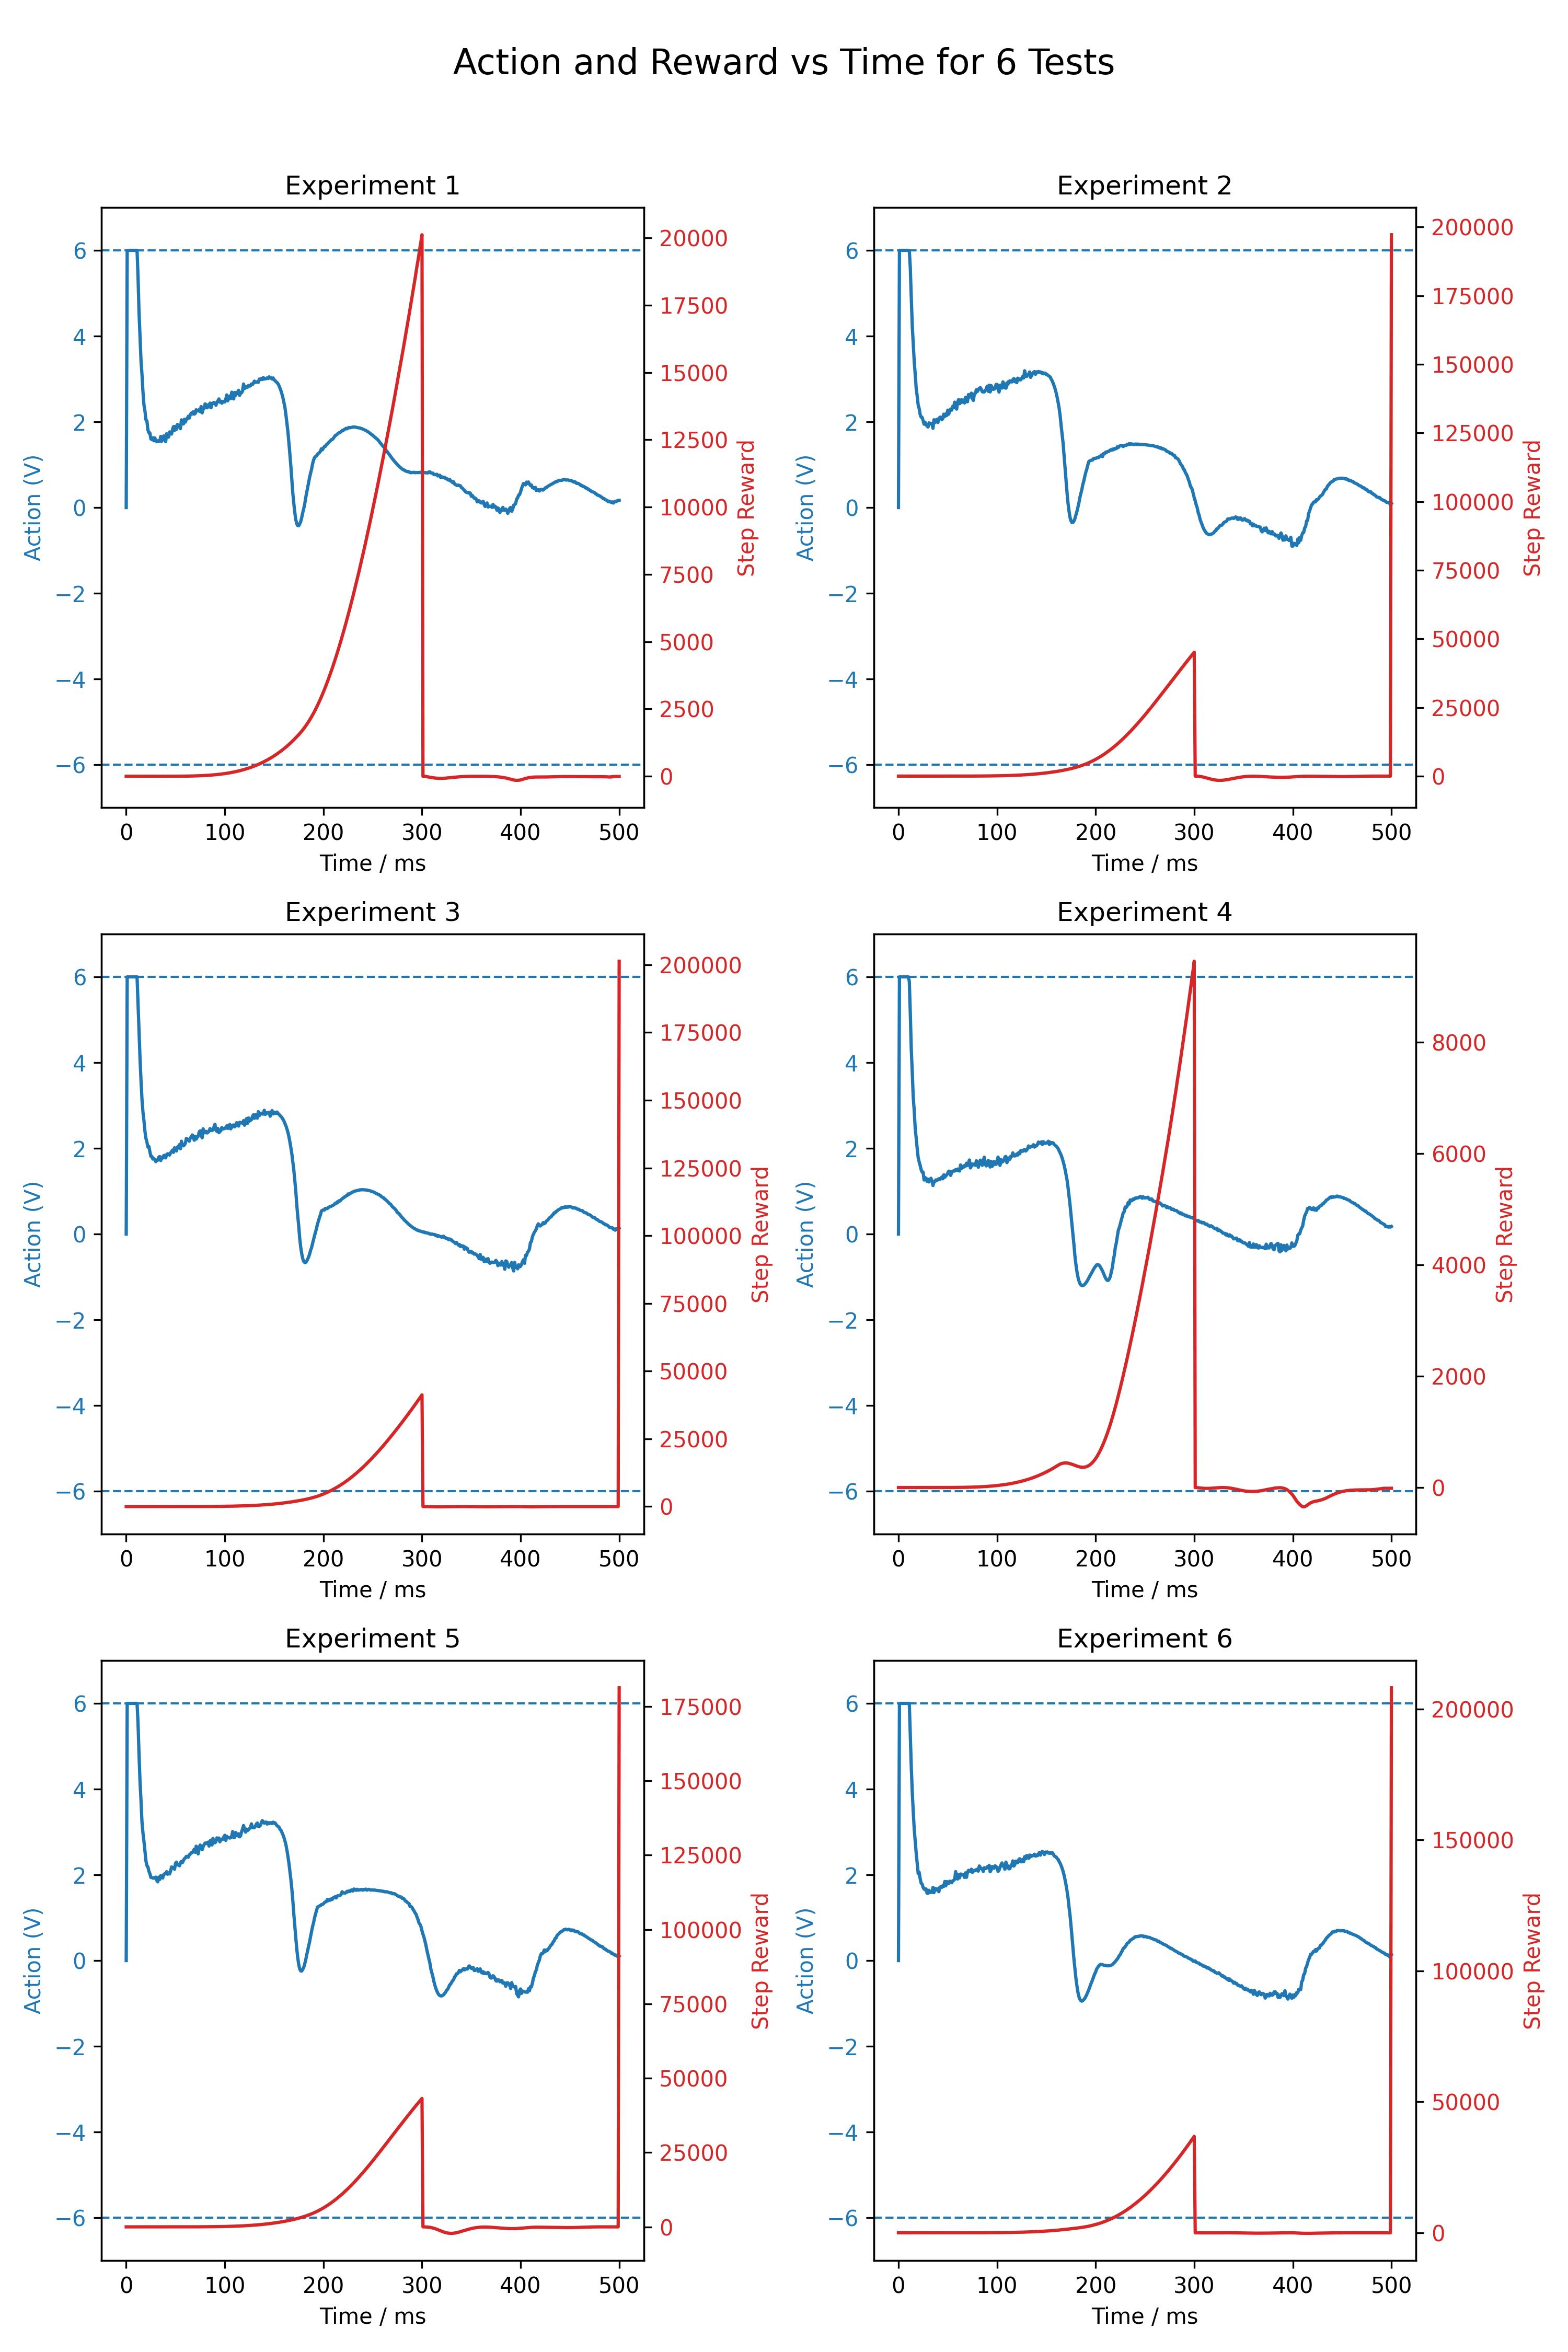 Action and Reward vs Time for 6 Tests
Experiment 1
Action (V)
6
4
2
0
−2
−4
−6
20000
17500
15000
12500
10000
7500
5000
2500
0
Step Reward
0 100 200 300 400 500
Time / ms
Experiment 2
Action (V)
6
4
2
0
−2
−4
−6
200000
175000
150000
125000
100000
75000
50000
25000
0
Step Reward
0 100 200 300 400 500
Time / ms
Experiment 3
Action (V)
6
4
2
0
−2
−4
−6
200000
175000
150000
125000
100000
75000
50000
25000
0
Step Reward
0 100 200 300 400 500
Time / ms
Experiment 4
Action (V)
6
4
2
0
−2
−4
−6
8000
6000
4000
2000
0
Step Reward
0 100 200 300 400 500
Time / ms
Experiment 5
Action (V)
6
4
2
0
−2
−4
−6
175000
150000
125000
100000
75000
50000
25000
0
Step Reward
0 100 200 300 400 500
Time / ms
Experiment 6
Action (V)
6
4
2
0
−2
−4
−6
200000
150000
100000
50000
0
Step Reward
0 100 200 300 400 500
Time / ms